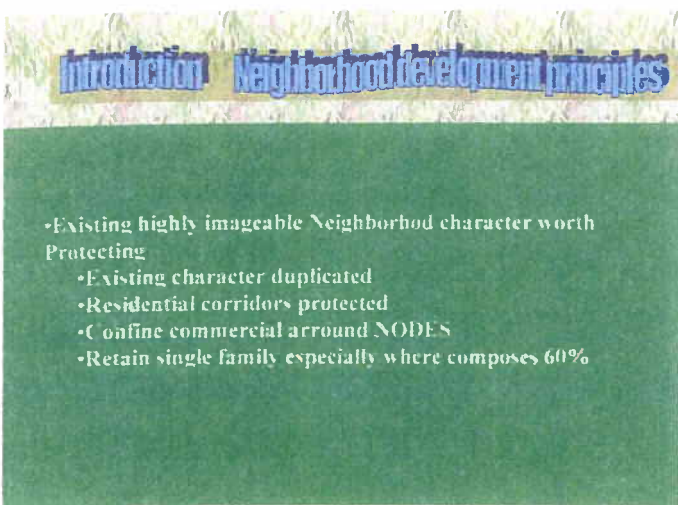 Introduction Neighborhood development principles
•Existing highly imageable Neighborhod character worth
Protecting
•Existing character duplicated
•Residential corridors protected
•Confine commercial arround NODES
•Retain single family especially where composes 60%